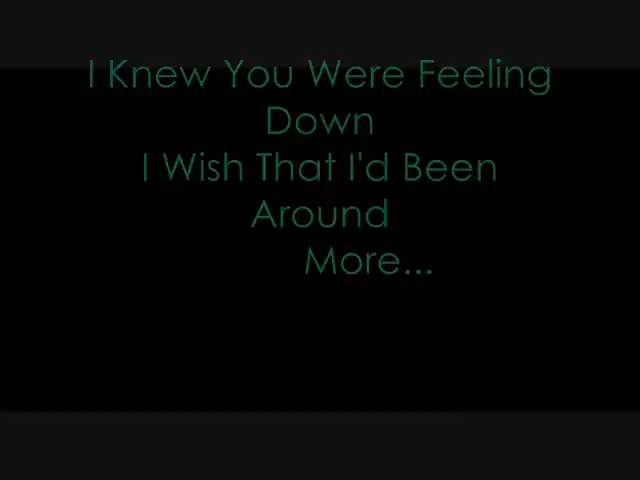 I Knew You Were Feeling
Down
I Wish That I'd Been
Around
More...